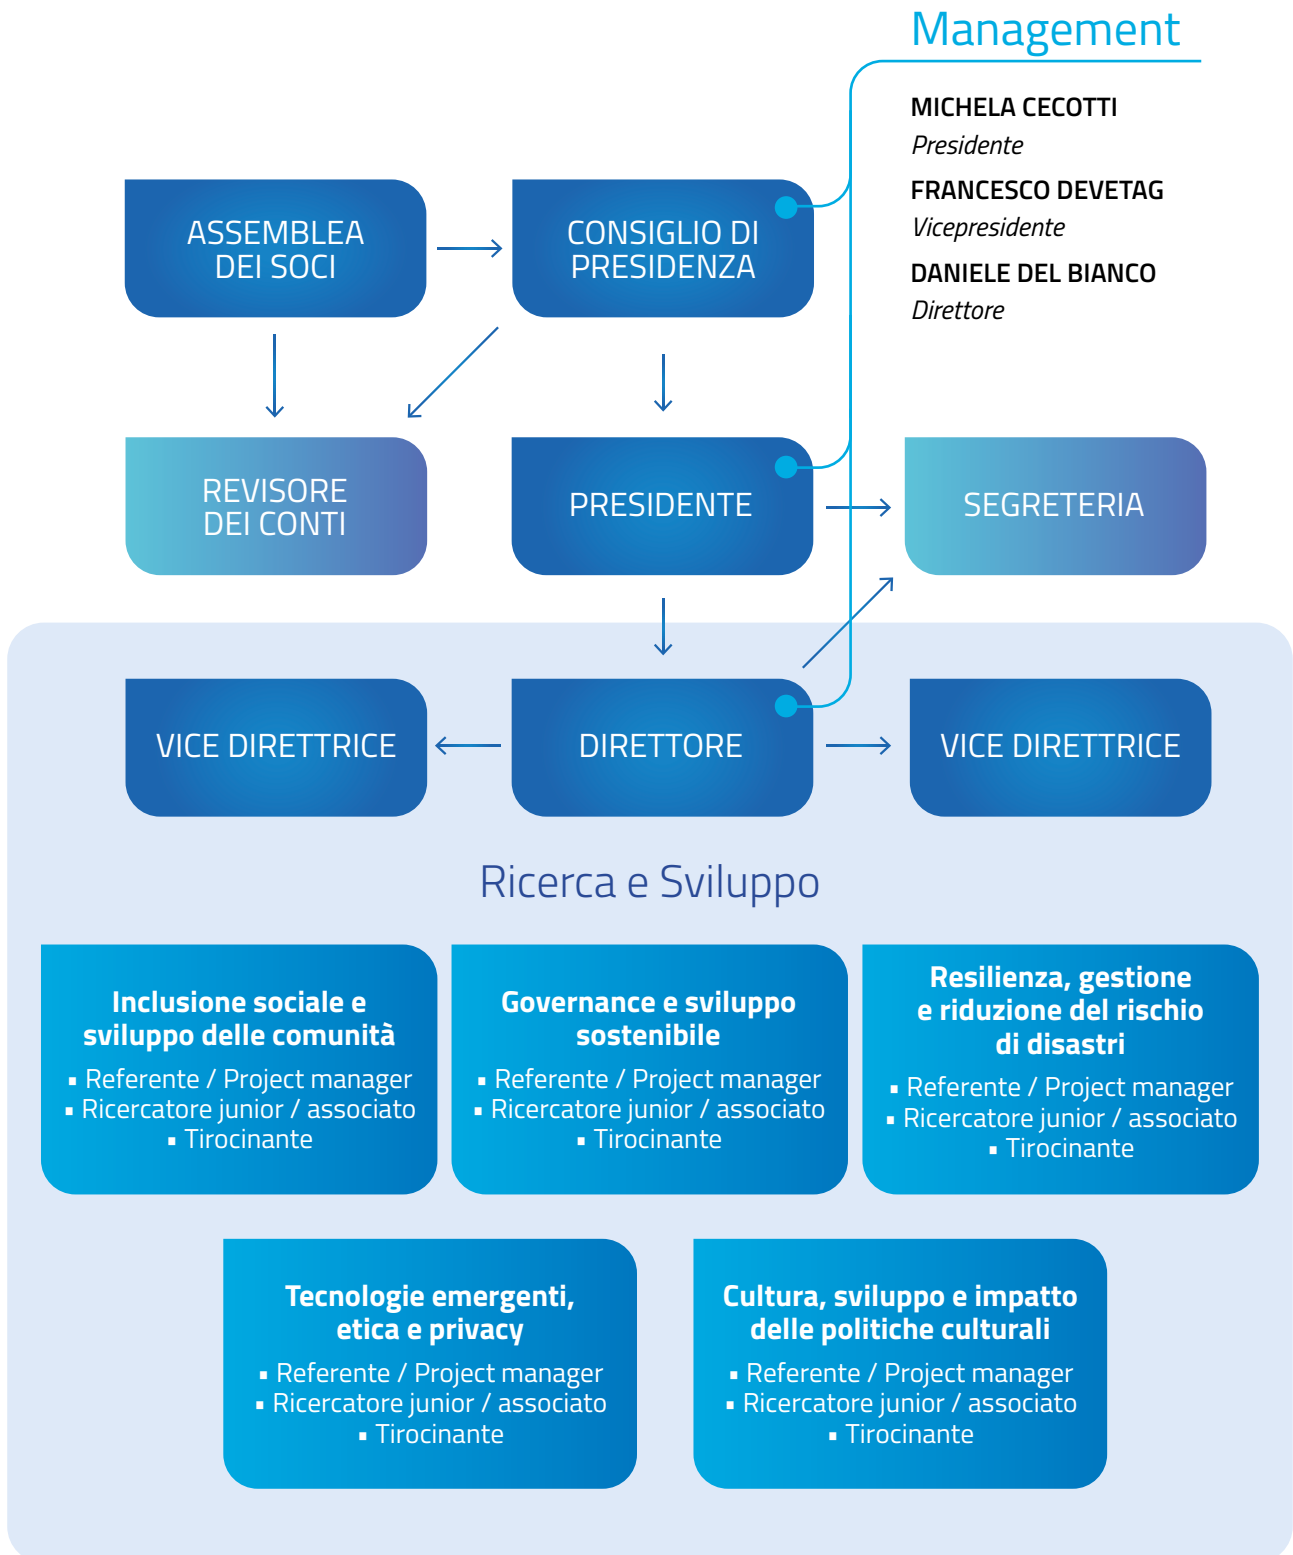 Management
MICHELA CECOTTI
Presidente
FRANCESCO DEVETAG
Vicepresidente
DANIELE DEL BIANCO
Direttore
ASSEMBLEA
DEI SOCI
CONSIGLIO DI
PRESIDENZA
REVISORE
DEI CONTI
PRESIDENTE
SEGRETERIA
VICE DIRETTRICE
DIRETTORE
VICE DIRETTRICE
Ricerca e Sviluppo
Inclusione sociale e
sviluppo delle comunità
▪ Referente / Project manager
▪ Ricercatore junior / associato
▪ Tirocinante
Governance e sviluppo
sostenibile
▪ Referente / Project manager
▪ Ricercatore junior / associato
▪ Tirocinante
Resilienza, gestione
e riduzione del rischio
di disastri
▪ Referente / Project manager
▪ Ricercatore junior / associato
▪ Tirocinante
Tecnologie emergenti,
etica e privacy
▪ Referente / Project manager
▪ Ricercatore junior / associato
▪ Tirocinante
Cultura, sviluppo e impatto
delle politiche culturali
▪ Referente / Project manager
▪ Ricercatore junior / associato
▪ Tirocinante